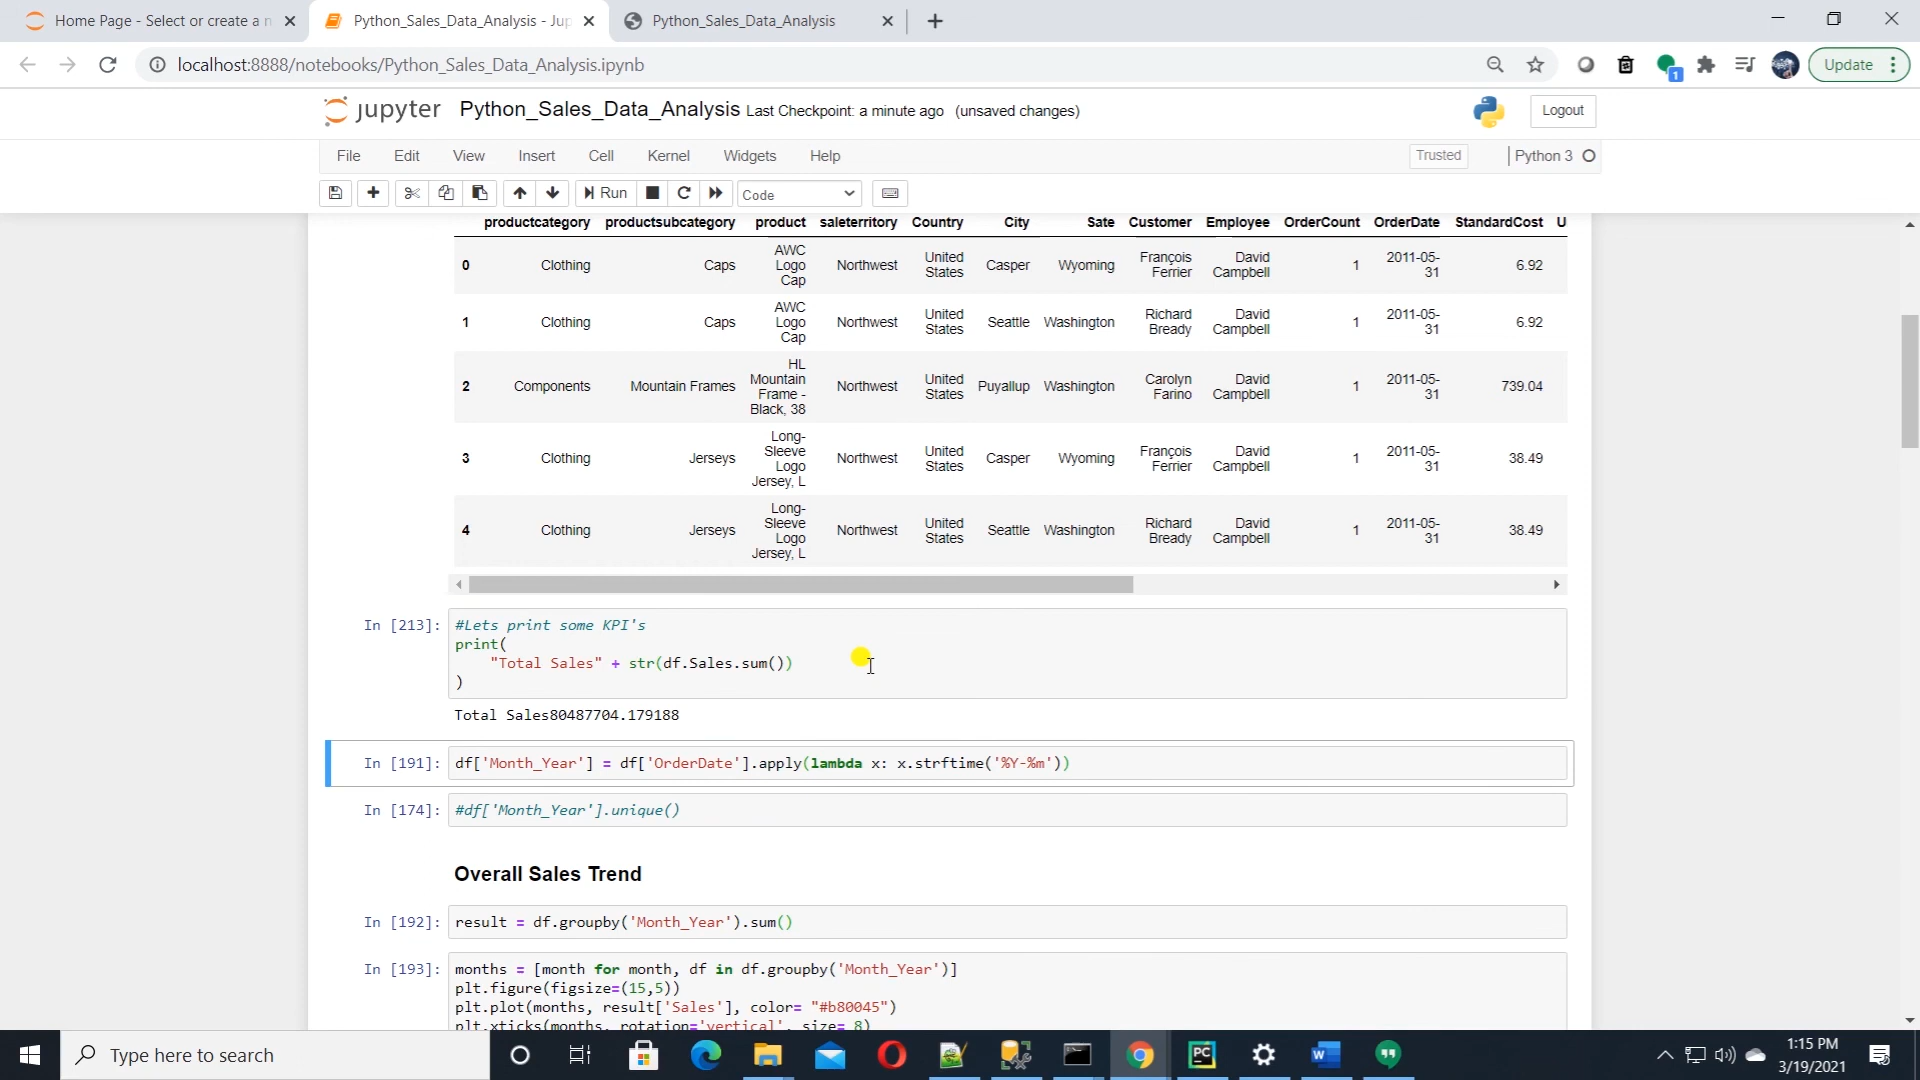 Home Page - Select or create a n
Python_Sales_Data_Analysis - Jup
Python_Sales_Data_Analysis
localhost:8888/notebooks/Python_Sales_Data_Analysis.ipynb
1
Update
jupyter Python_Sales_Data_Analysis Last Checkpoint: a minute ago (unsaved changes)
Logout
File Edit View Insert Cell Kernel Widgets Help
Trusted
Python 3
Run
Code
productcategory productsubcategory product saleterritory Country City Sate Customer Employee OrderCount OrderDate StandardCost U
0 Clothing Caps AWC Logo Cap Northwest United States Casper Wyoming François Ferrier David Campbell 1 2011-05-31 6.92
1 Clothing Caps AWC Logo Cap Northwest United States Seattle Washington Richard Bready David Campbell 1 2011-05-31 6.92
2 Components Mountain Frames HL Mountain Frame - Black, 38 Northwest United States Puyallup Washington Carolyn Farino David Campbell 1 2011-05-31 739.04
3 Clothing Jerseys Long-Sleeve Logo Jersey, L Northwest United States Casper Wyoming François Ferrier David Campbell 1 2011-05-31 38.49
4 Clothing Jerseys Long-Sleeve Logo Jersey, L Northwest United States Seattle Washington Richard Bready David Campbell 1 2011-05-31 38.49
In [213]: #Lets print some KPI's
print(
"Total Sales" + str(df.Sales.sum())
)
Total Sales80487704.179188
In [191]: df['Month_Year'] = df['OrderDate'].apply(lambda x: x.strftime('%Y-%m'))
In [174]: #df['Month_Year'].unique()
Overall Sales Trend
In [192]: result = df.groupby('Month_Year').sum()
In [193]: months = [month for month, df in df.groupby('Month_Year')]
plt.figure(figsize=(15,5))
plt.plot(months, result['Sales'], color= "#b80045")
plt.xticks(months, rotation='vertical', size= 8)
Type here to search
PC
1:15 PM
3/19/2021